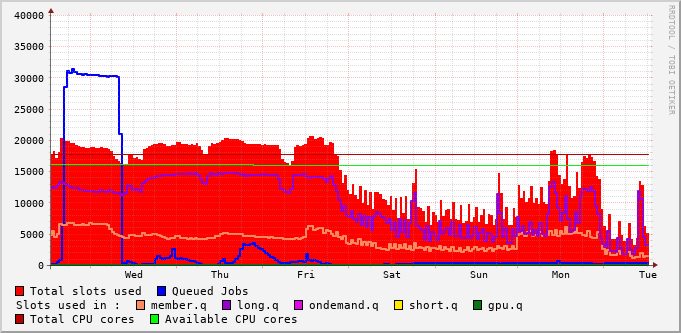 RRDTOOL / TOBI OETIKER
40000
35000
30000
25000
20000
15000
10000
5000
0
Wed Thu Fri Sat Sun Mon Tue
Total slots used Queued Jobs
Slots used in : member.q long.q ondemand.q short.q gpu.q
Total CPU cores Available CPU cores